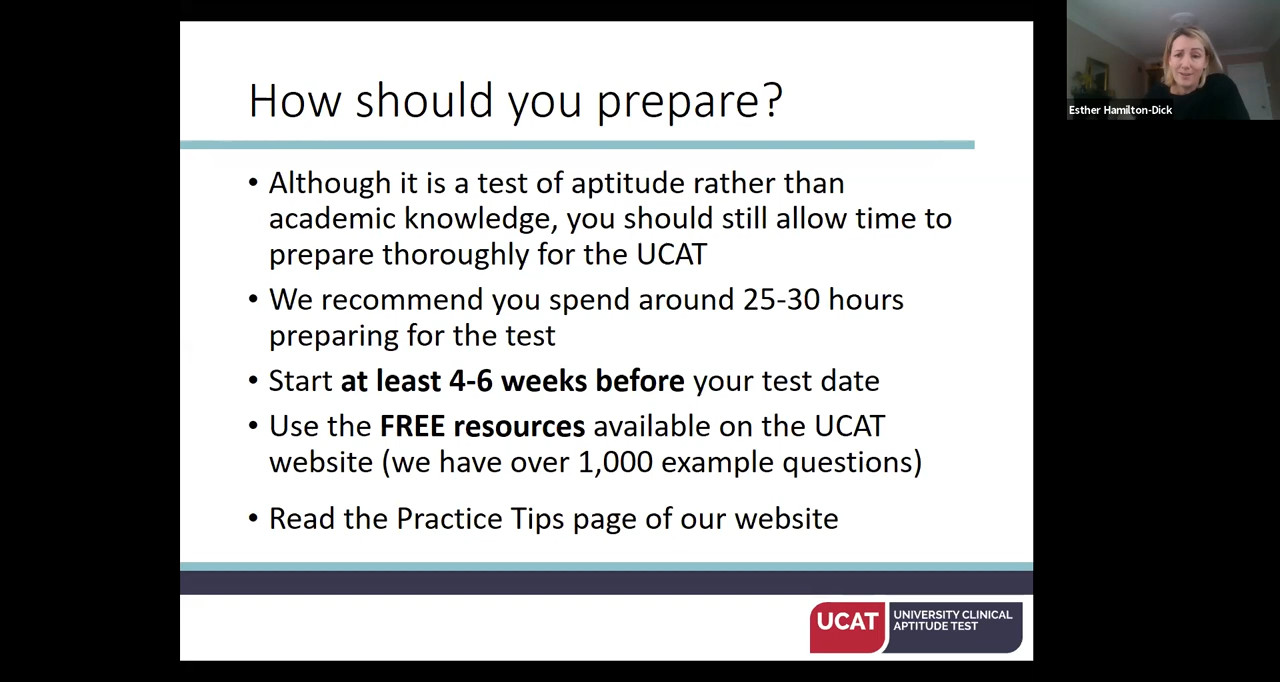 How should you prepare?
• Although it is a test of aptitude rather than
academic knowledge, you should still allow time to
prepare thoroughly for the UCAT
• We recommend you spend around 25-30 hours
preparing for the test
• Start at least 4-6 weeks before your test date
• Use the FREE resources available on the UCAT
website (we have over 1,000 example questions)
• Read the Practice Tips page of our website
UCAT
UNIVERSITY CLINICAL
APTITUDE TEST
Esther Hamilton-Dick